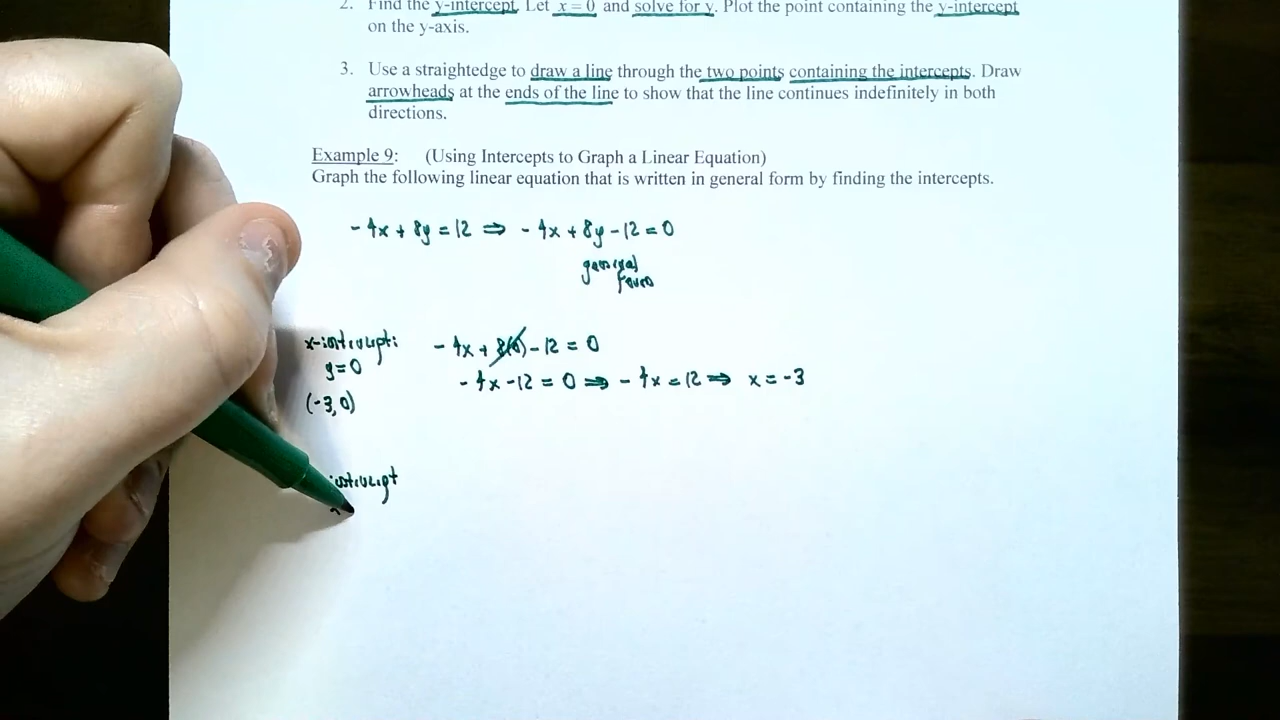 2. Find the y-intercept. Let x = 0 and solve for y. Plot the point containing the y-intercept
on the y-axis.
3. Use a straightedge to draw a line through the two points containing the intercepts. Draw
arrowheads at the ends of the line to show that the line continues indefinitely in both
directions.
Example 9: (Using Intercepts to Graph a Linear Equation)
Graph the following linear equation that is written in general form by finding the intercepts.
-4x + 8y = 12 ⇒ -4x + 8y - 12 = 0
general
form
x-intercept: -4x + 8(0) - 12 = 0
y=0 -4x - 12 = 0 ⇒ -4x = 12 ⇒ x = -3
(-3, 0)
intercept